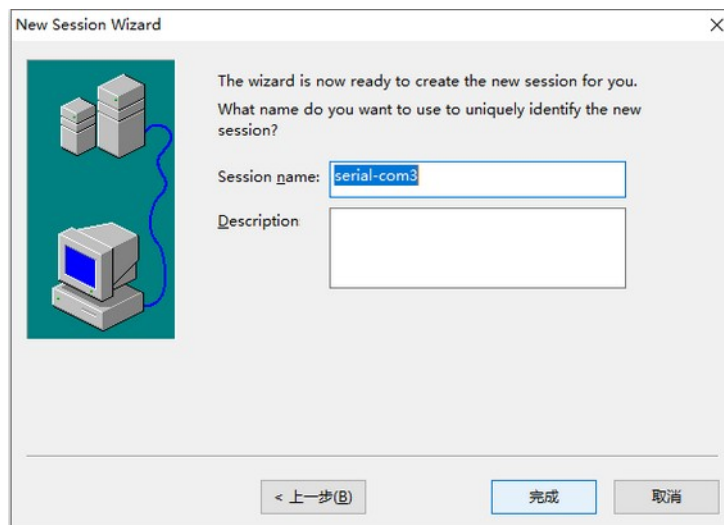 New Session Wizard
The wizard is now ready to create the new session for you.
What name do you want to use to uniquely identify the new
session?
Session name: serial-com3
Description
< 上一步(B) 完成 取消